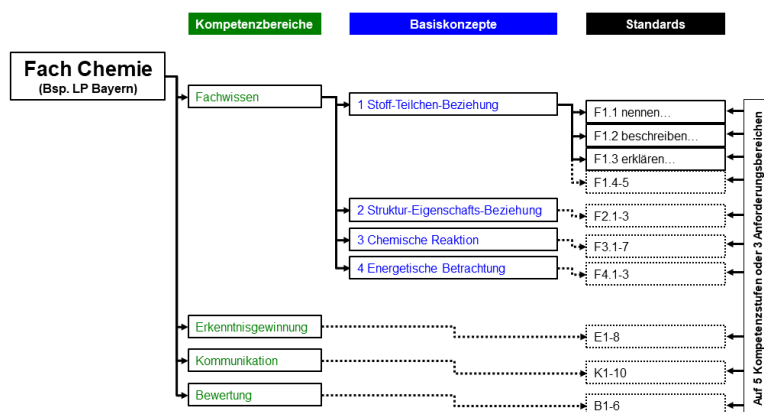 Kompetenzbereiche
Basiskonzepte
Standards
Fach Chemie
(Bsp. LP Bayern)
Fachwissen
1 Stoff-Teilchen-Beziehung
F1.1 nennen...
F1.2 beschreiben...
F1.3 erklären...
F1.4-5
2 Struktur-Eigenschafts-Beziehung
F2.1-3
3 Chemische Reaktion
F3.1-7
4 Energetische Betrachtung
F4.1-3
Erkenntnisgewinnung
E1-8
Kommunikation
K1-10
Bewertung
B1-6
Auf 5 Kompetenzstufen oder 3 Anforderungsbereichen